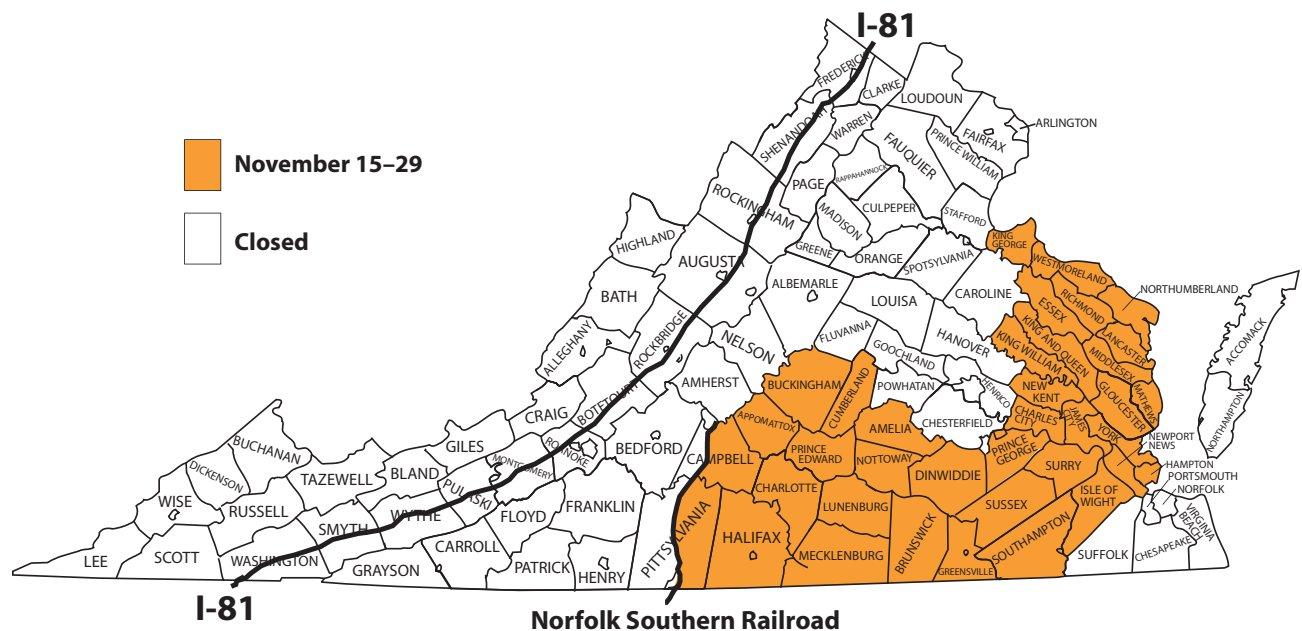 I-81
FREDERICK
CLARKE
LOUDOUN
ARLINGTON
SHENANDOAH
WARREN
FAIRFAX
November 15–29
FAUQUIER
PRINCE WILLIAM
RAPPAHANNOCK
PAGE
ROCKINGHAM
CULPEPER
MADISON
STAFFORD
Closed
HIGHLAND
KING
GEORGE
GREENE
ORANGE
SPOTSYLVANIA
AUGUSTA
WESTMORELAND
ALBEMARLE
NORTHUMBERLAND
BATH
LOUISA
CAROLINE
RICHMOND
ESSEX
ACCOMACK
ALLEGHANY
ROCKBRIDGE
NELSON
FLUVANNA
HANOVER
KING AND QUEEN
LANCASTER
KING WILLIAM
MIDDLESEX
GOOCHLAND
AMHERST
BUCKINGHAM
CUMBERLAND
POWHATAN
HENRICO
NEW
KENT
GLOUCESTER
MATHEWS
BOTETOURT
CRAIG
APPOMATTOX
AMELIA
CHESTERFIELD
CHARLES
CITY
JAMES
CITY
YORK
NORTHAMPTON
BUCHANAN
GILES
ROANOKE
BEDFORD
CAMPBELL
PRINCE
EDWARD
NOTTOWAY
PRINCE
GEORGE
NEWPORT
NEWS
DICKENSON
TAZEWELL
BLAND
MONTGOMERY
DINWIDDIE
SURRY
HAMPTON
PORTSMOUTH
NORFOLK
WISE
RUSSELL
PULASKI
CHARLOTTE
ISLE OF
WIGHT
SMYTH
WYTHE
FLOYD
FRANKLIN
PITTSYLVANIA
LUNENBURG
SUSSEX
VIRGINIA
BEACH
LEE
SCOTT
WASHINGTON
CARROLL
HALIFAX
MECKLENBURG
BRUNSWICK
SOUTHAMPTON
SUFFOLK
CHESAPEAKE
GRAYSON
PATRICK
HENRY
GREENSVILLE
I-81
Norfolk Southern Railroad